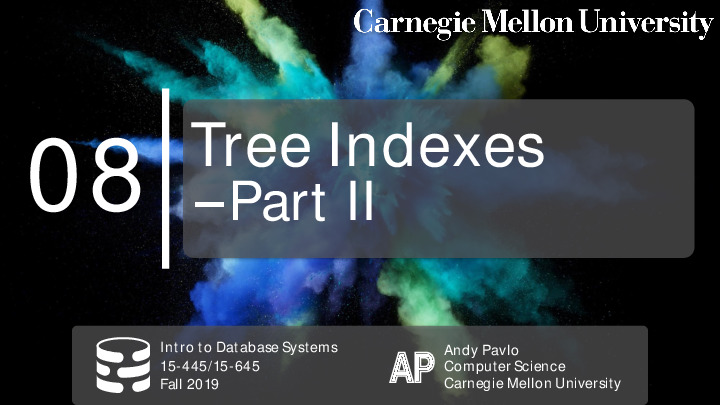 Carnegie Mellon University
08
Tree Indexes
–Part II
Intro to Database Systems
15-445/15-645
Fall 2019
AP
Andy Pavlo
Computer Science
Carnegie Mellon University